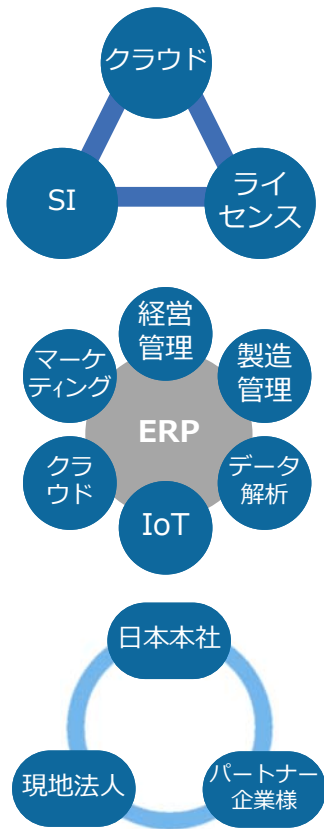 クラウド
SI
ライ
センス
経営
管理
マーケ
ティング
製造
管理
ERP
クラ
ウド
データ
解析
IoT
日本本社
現地法人
パートナー
企業様